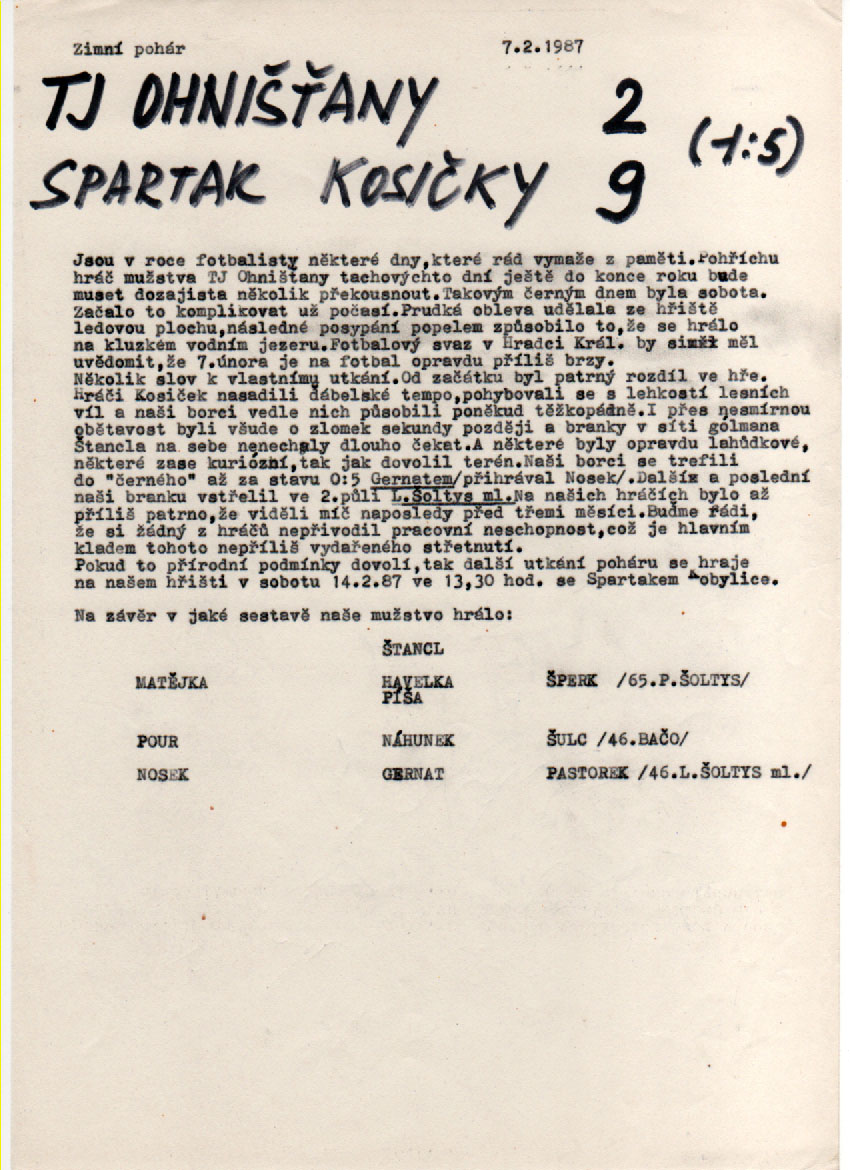 Zimní pohár 7.2.1987
TJ OHNIŠŤANY 2
(1:5)
SPARTAK KOSIČKY 9
Jsou v roce fotbalisty některé dny,které rád vymaže z paměti.Pohříchu
hráč mužstva TJ Ohništany tachovýchto dní ještě do konce roku bude
muset dozajista několik překousnout.Takovým černým dnem byla sobota.
Začalo to komplikovat už počasí.Prudká obleva udělala ze hřiště
ledovou plochu,následné posypání popelem způsobilo to,že se hrálo
na kluzkém vodním jezeru.Fotbalový svaz v Hradci Král. by si měl
uvědomit,že 7.února je na fotbal opravdu příliš brzy.
Několik slov k vlastnímu utkání.Od začátku byl patrný rozdíl ve hře.
Hráči Kosiček nasadili ďábelské tempo,pohybovali se s lehkostí lesních
víl a naši borci vedle nich působili poněkud těžkopádně.I přes nesmírnou
obětavost byli všude o zlomek sekundy později a branky v síti gólmana
Štancla na sebe nenechaly dlouho čekat.A některé byly opravdu lahůdkové,
některé zase kuriózní,tak jak dovolil terén.Naši borci se trefili
do "černého" až za stavu 0:5 Gernatem/přihrával Nosek/.Další a poslední
naši branku vstřelil ve 2.půli L.Šoltys ml.Na našich hráčích bylo až
příliš patrno,že viděli míč naposledy před třemi měsíci.Buďme řádi,
že si žádný z hráčů nepřivodil pracovní neschopnost,což je hlavním
kladem tohoto nepříliš vydařeného střetnutí.
Pokud to přírodní podmínky dovolí,tak další utkání poháru se hraje
na našem hřišti v sobotu 14.2.87 ve 13,30 hod. se Spartakem Kobylice.
Na závěr v jaké sestavě naše mužstvo hrálo:
ŠTANCL
MATĚJKA HAVELKA ŠPERK /65.P.ŠOLTYS/
PÍŠA
POUR NÁHUNEK ŠULC /46.BAČO/
NOSEK GERNAT PASTOREK /46.L.ŠOLTYS ml./